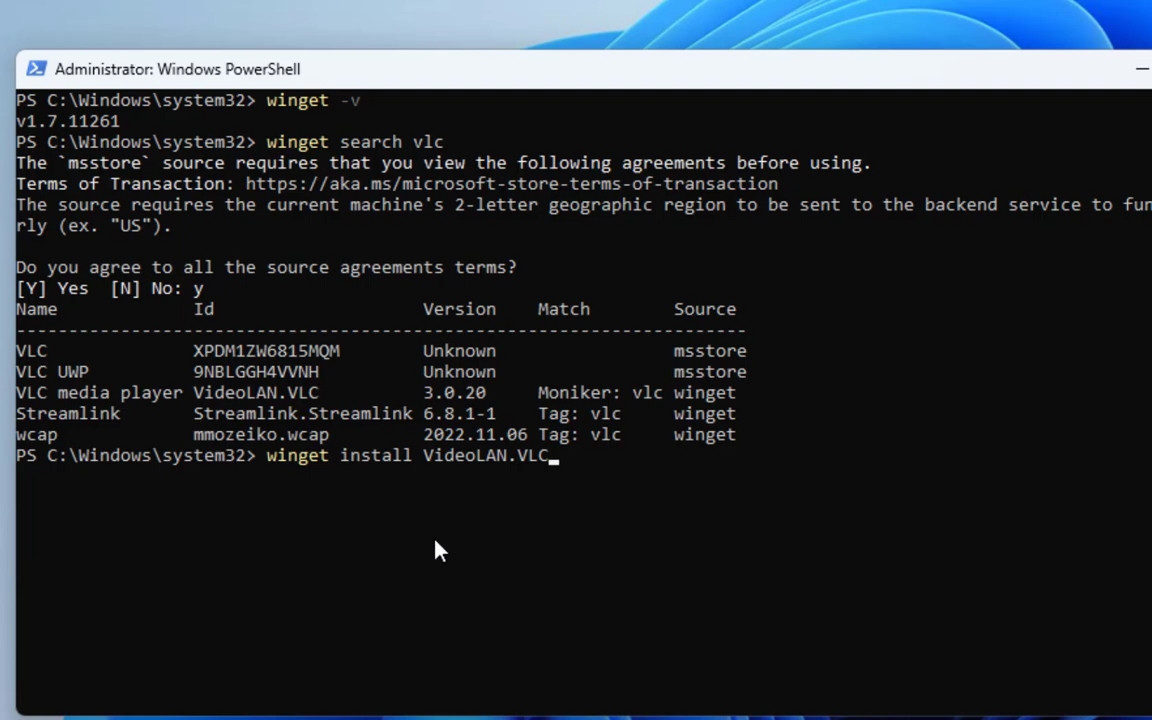 Administrator: Windows PowerShell
PS C:\Windows\system32> winget -v
v1.7.11261
PS C:\Windows\system32> winget search vlc
The `msstore` source requires that you view the following agreements before using.
Terms of Transaction: https://aka.ms/microsoft-store-terms-of-transaction
The source requires the current machine's 2-letter geographic region to be sent to the backend service to fun
rly (ex. "US").
Do you agree to all the source agreements terms?
[Y] Yes  [N] No: y
Name Id Version Match Source
-----------------------------------------------------------------------
VLC XPDM1ZW6815MQM Unknown msstore
VLC UWP 9NBLGGH4VVNH Unknown msstore
VLC media player VideoLAN.VLC 3.0.20 Moniker: vlc winget
Streamlink Streamlink.Streamlink 6.8.1-1 Tag: vlc winget
wcap mmozeiko.wcap 2022.11.06 Tag: vlc winget
PS C:\Windows\system32> winget install VideoLAN.VLC